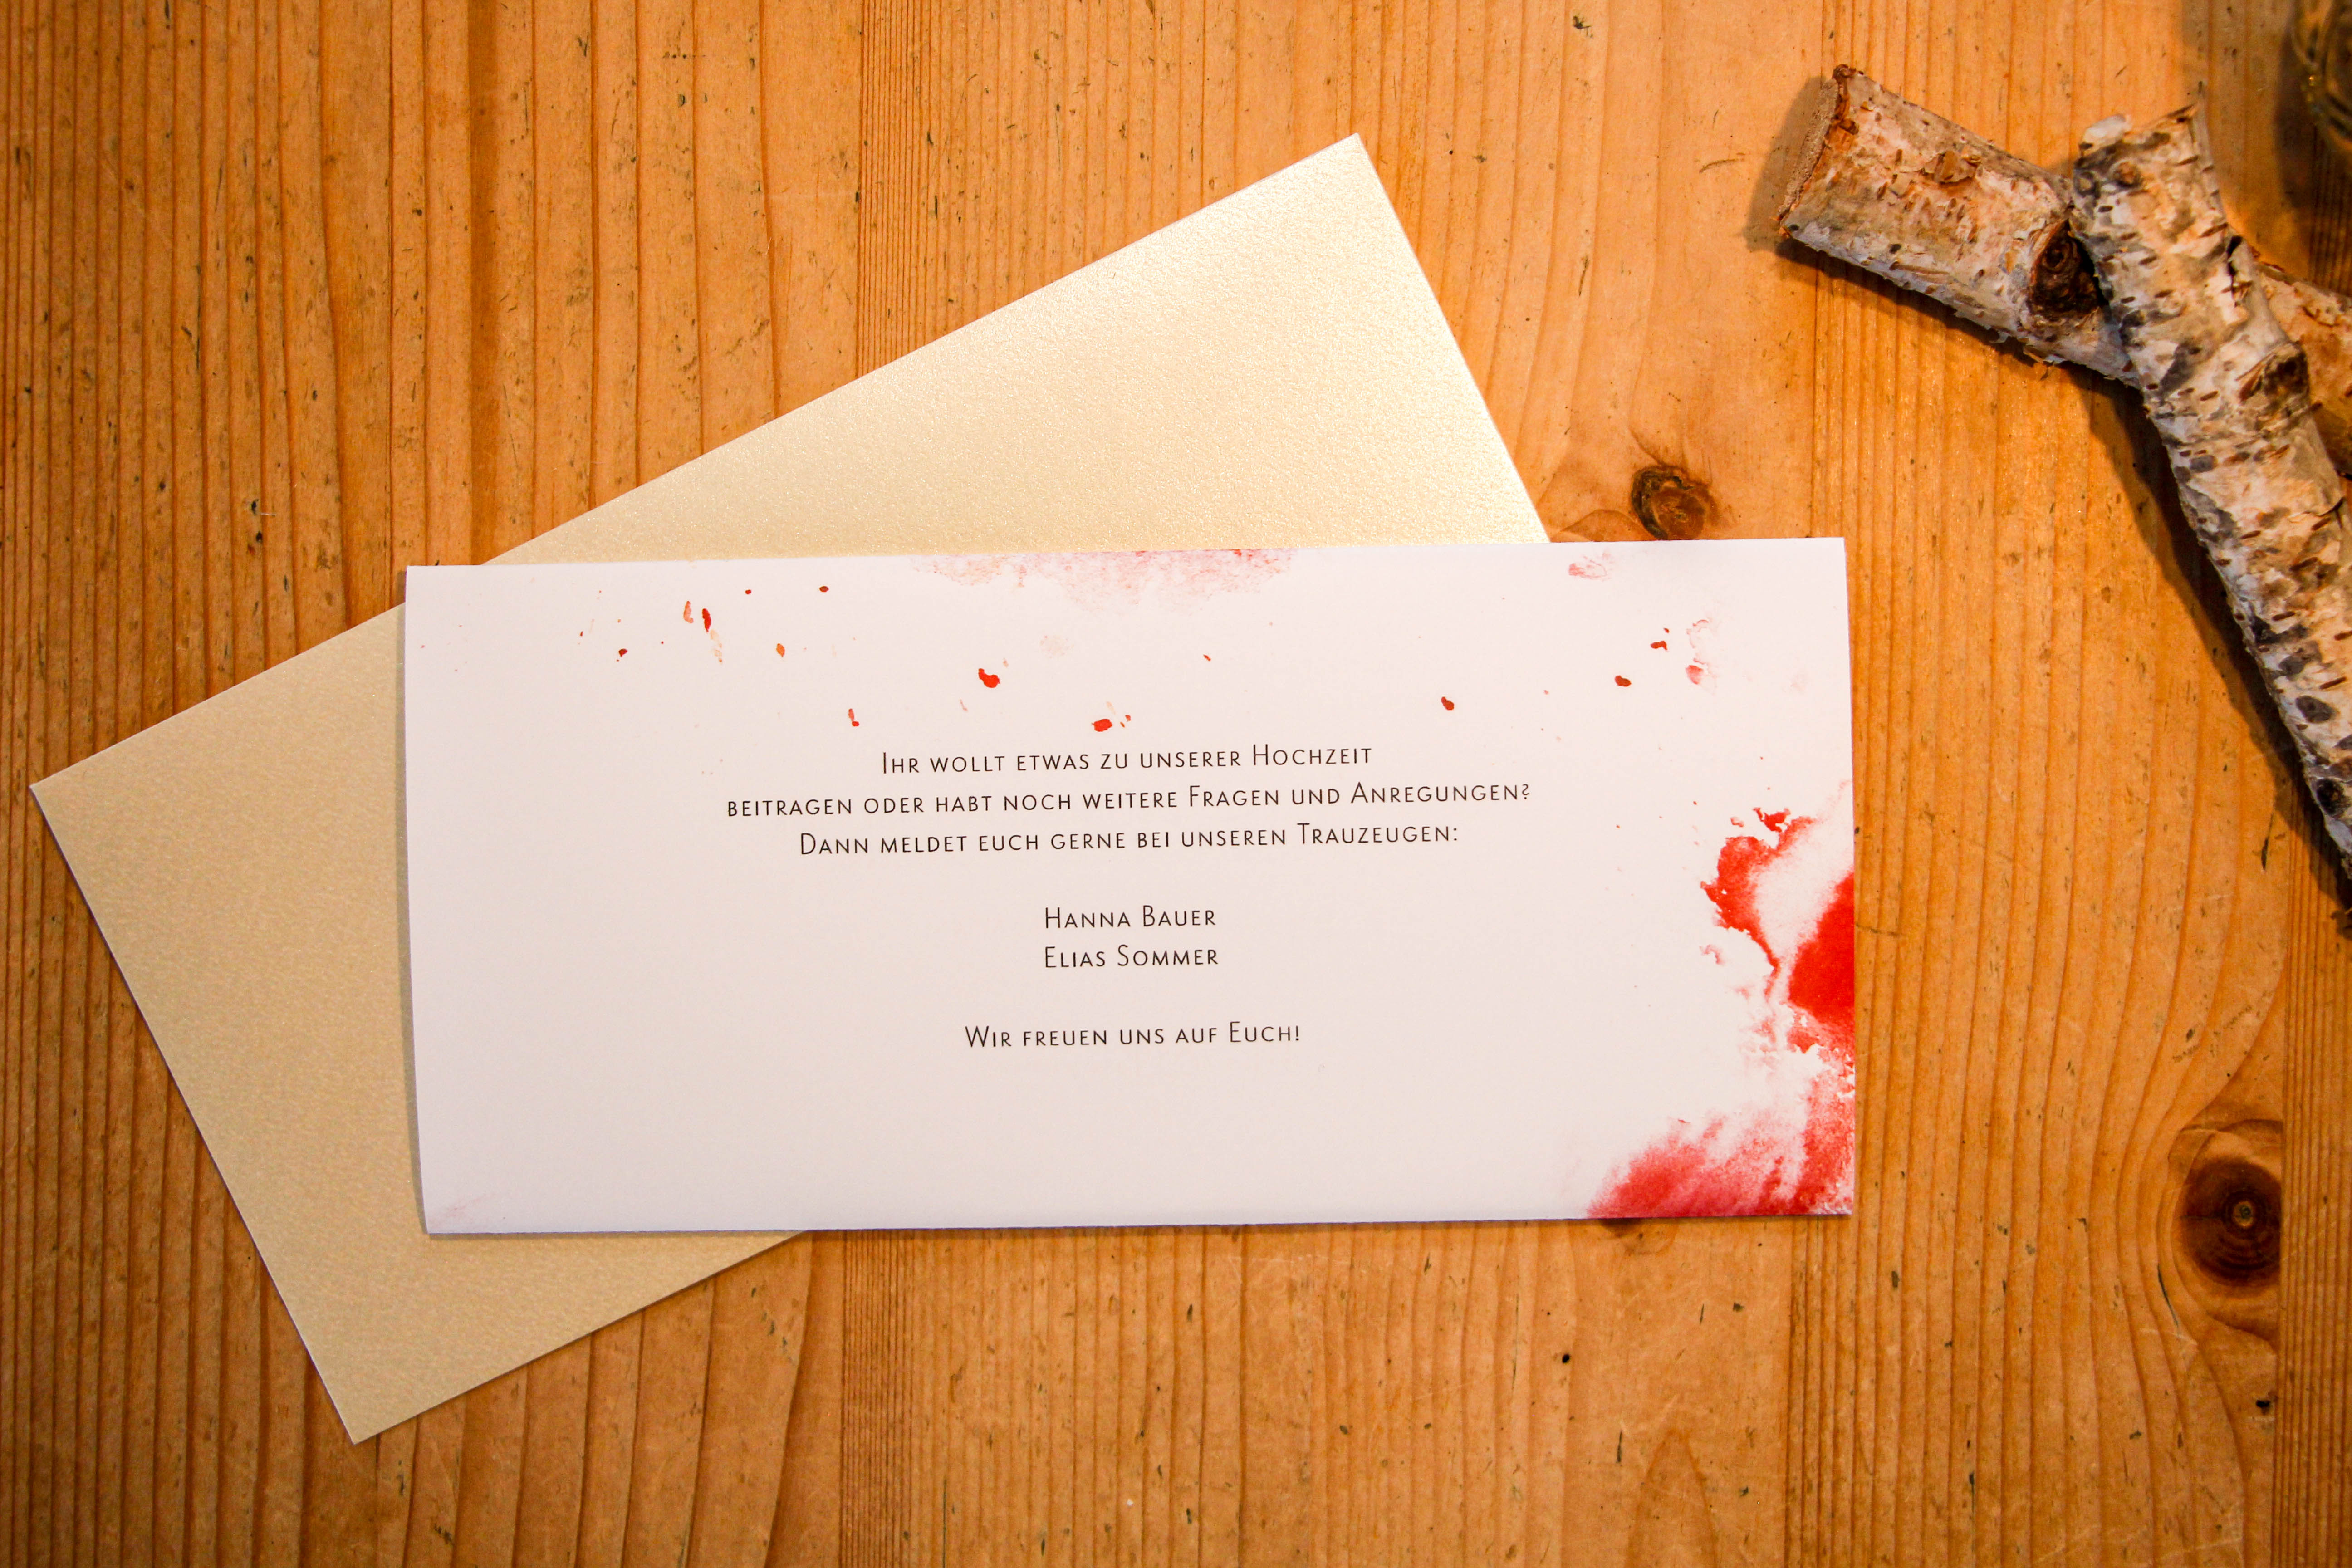 Ihr wollt etwas zu unserer Hochzeit
beitragen oder habt noch weitere Fragen und Anregungen?
Dann meldet euch gerne bei unseren Trauzeugen:
Hanna Bauer
Elias Sommer
Wir freuen uns auf Euch!